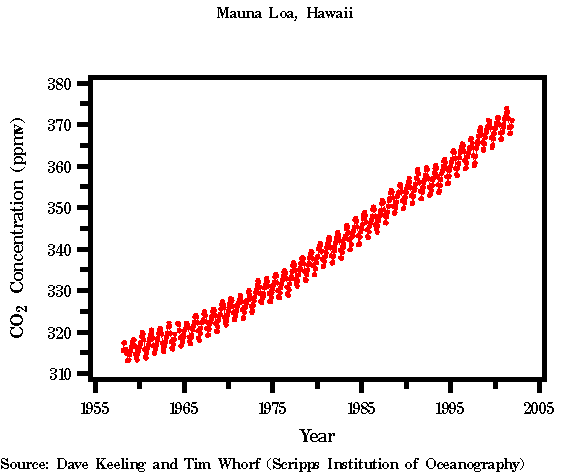 Mauna Loa, Hawaii
CO2 Concentration (ppmv)
380
370
360
350
340
330
320
310
1955 1965 1975 1985 1995 2005
Year
Source: Dave Keeling and Tim Whorf (Scripps Institution of Oceanography)